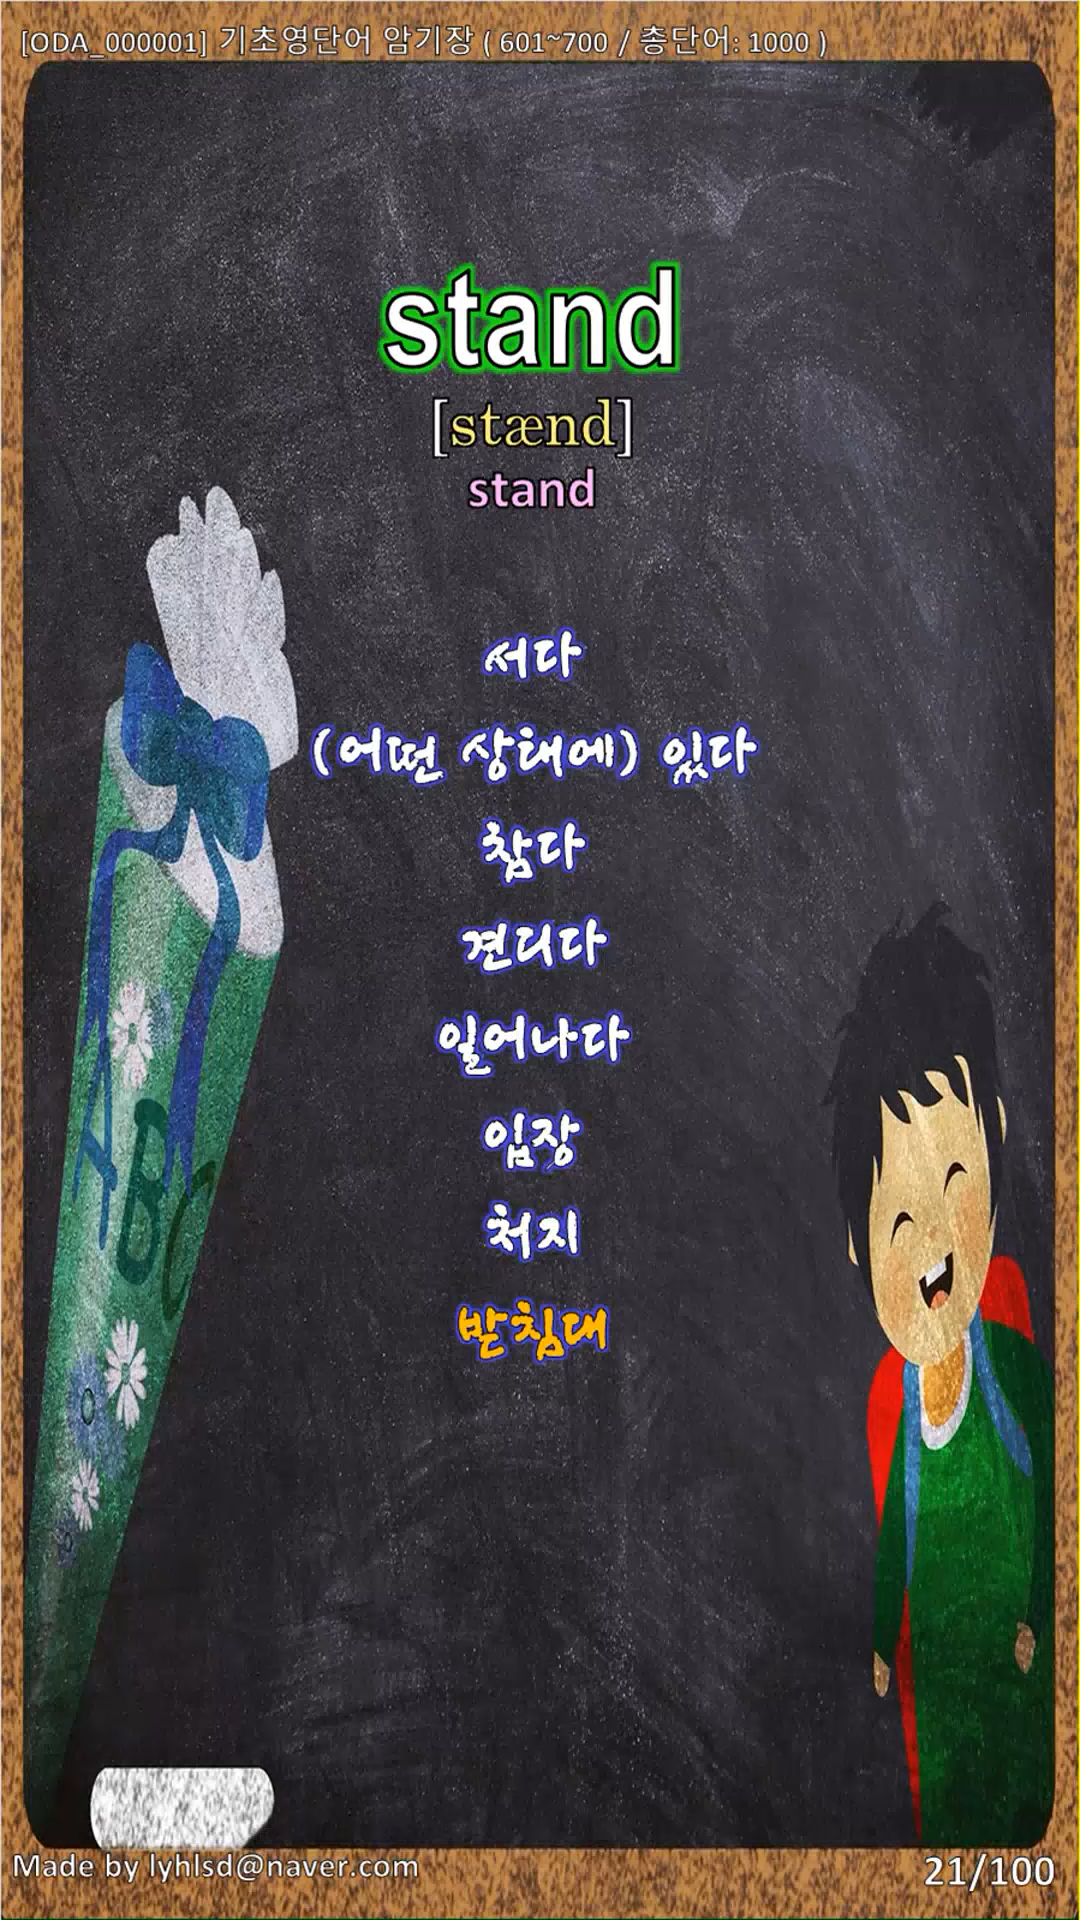 [ODA_000001] 기초영단어 암기장 ( 601~700 / 총단어: 1000 )
stand
[stænd]
stand
서다
(어떤 상태에) 있다
참다
견디다
일어나다
입장
처지
받침대
ABC
Made by lyhlsd@naver.com
21/100